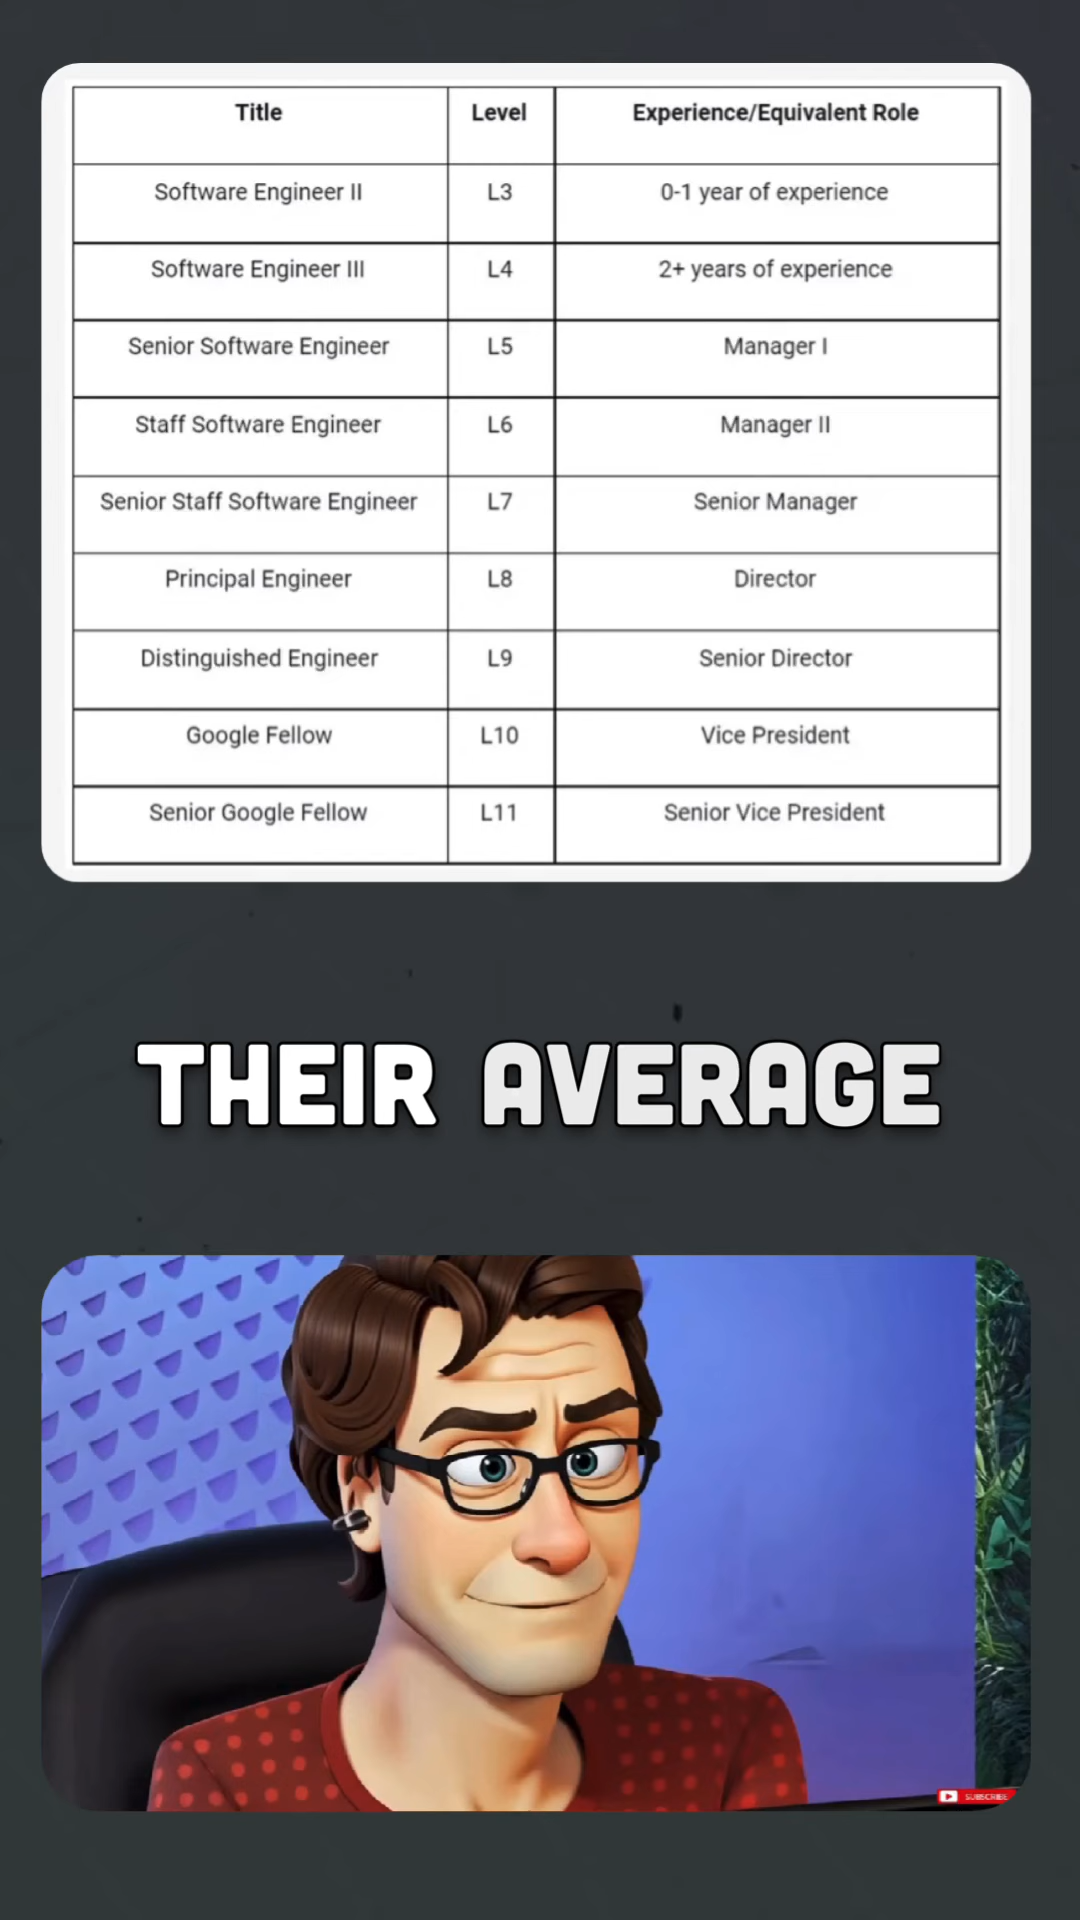 Title Level Experience/Equivalent Role
Software Engineer II L3 0-1 year of experience
Software Engineer III L4 2+ years of experience
Senior Software Engineer L5 Manager I
Staff Software Engineer L6 Manager II
Senior Staff Software Engineer L7 Senior Manager
Principal Engineer L8 Director
Distinguished Engineer L9 Senior Director
Google Fellow L10 Vice President
Senior Google Fellow L11 Senior Vice President
THEIR AVERAGE
SUBSCRIBE